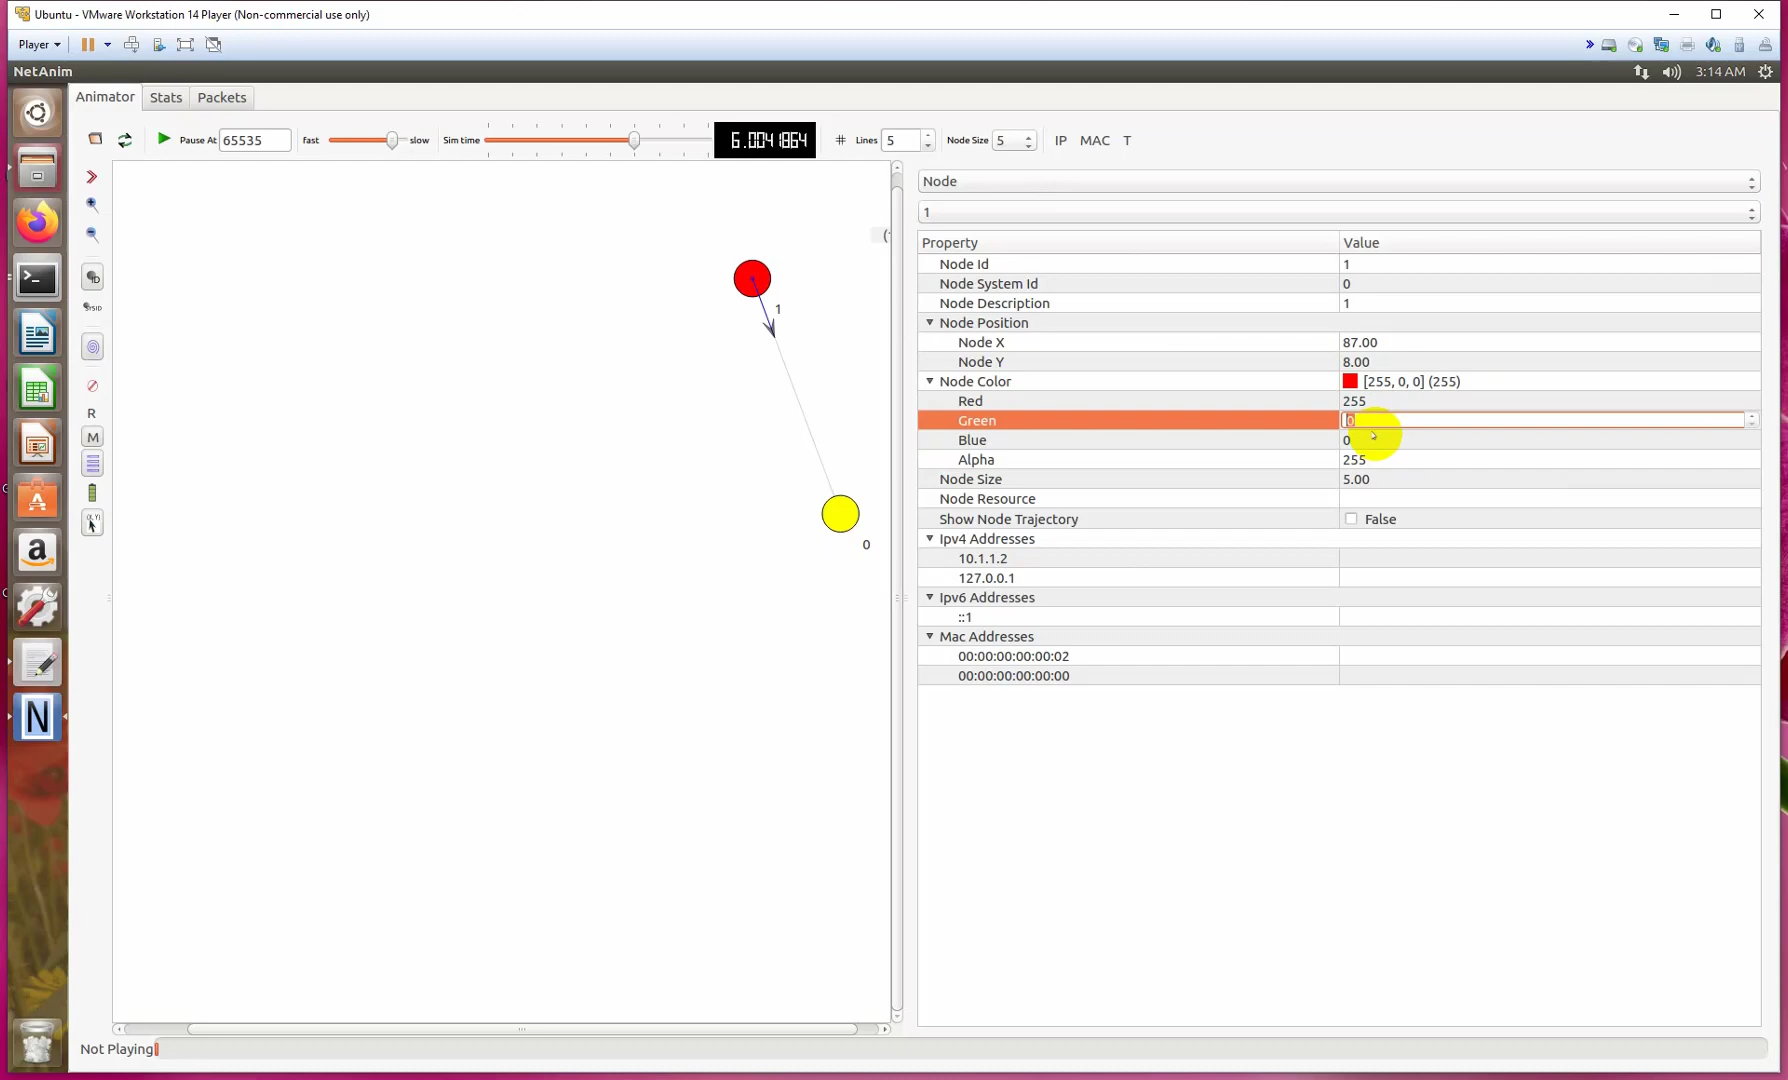 Ubuntu - VMware Workstation 14 Player (Non-commercial use only)
Player
NetAnim
3:14 AM
Animator Stats Packets
Pause At 65535 fast slow Sim time 6.0041864 # Lines 5 Node Size 5 IP MAC T
Node
1
Property Value
Node Id 1
Node System Id 0
Node Description 1
Node Position
Node X 87.00
Node Y 8.00
Node Color [255, 0, 0] (255)
Red 255
Green 0
Blue 0
Alpha 255
Node Size 5.00
Node Resource
Show Node Trajectory False
Ipv4 Addresses
10.1.1.2
127.0.0.1
Ipv6 Addresses
::1
Mac Addresses
00:00:00:00:00:02
00:00:00:00:00:00
ID
SYSID
R
M
(X, Y)
(
1
0
>_
a
N
Not Playing